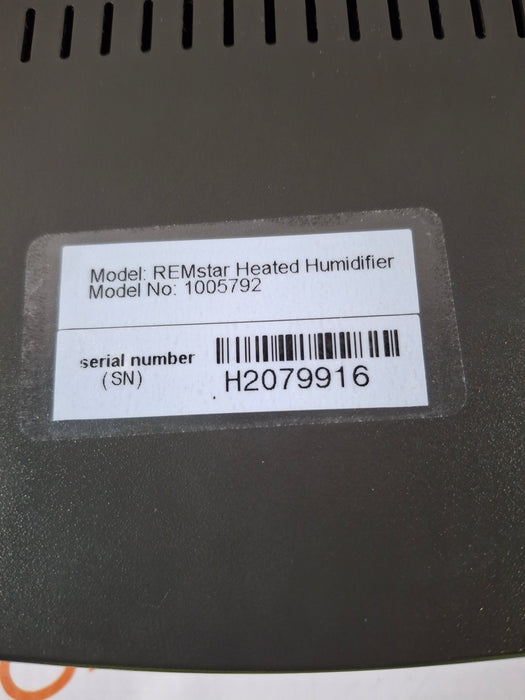 Model: REMstar Heated Humidifier
Model No: 1005792
serial number
(SN)
H2079916